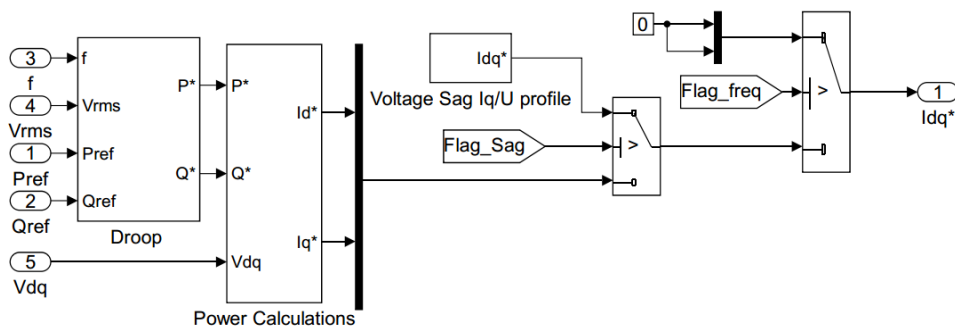 3
f
4
Vrms
1
Pref
2
Qref
5
Vdq
f
Vrms
Pref
Qref
P*
Q*
Droop
P*
Q*
Vdq
Id*
Iq*
Power Calculations
Idq*
Voltage Sag Iq/U profile
Flag_Sag
>
0
Flag_freq
>
1
Idq*